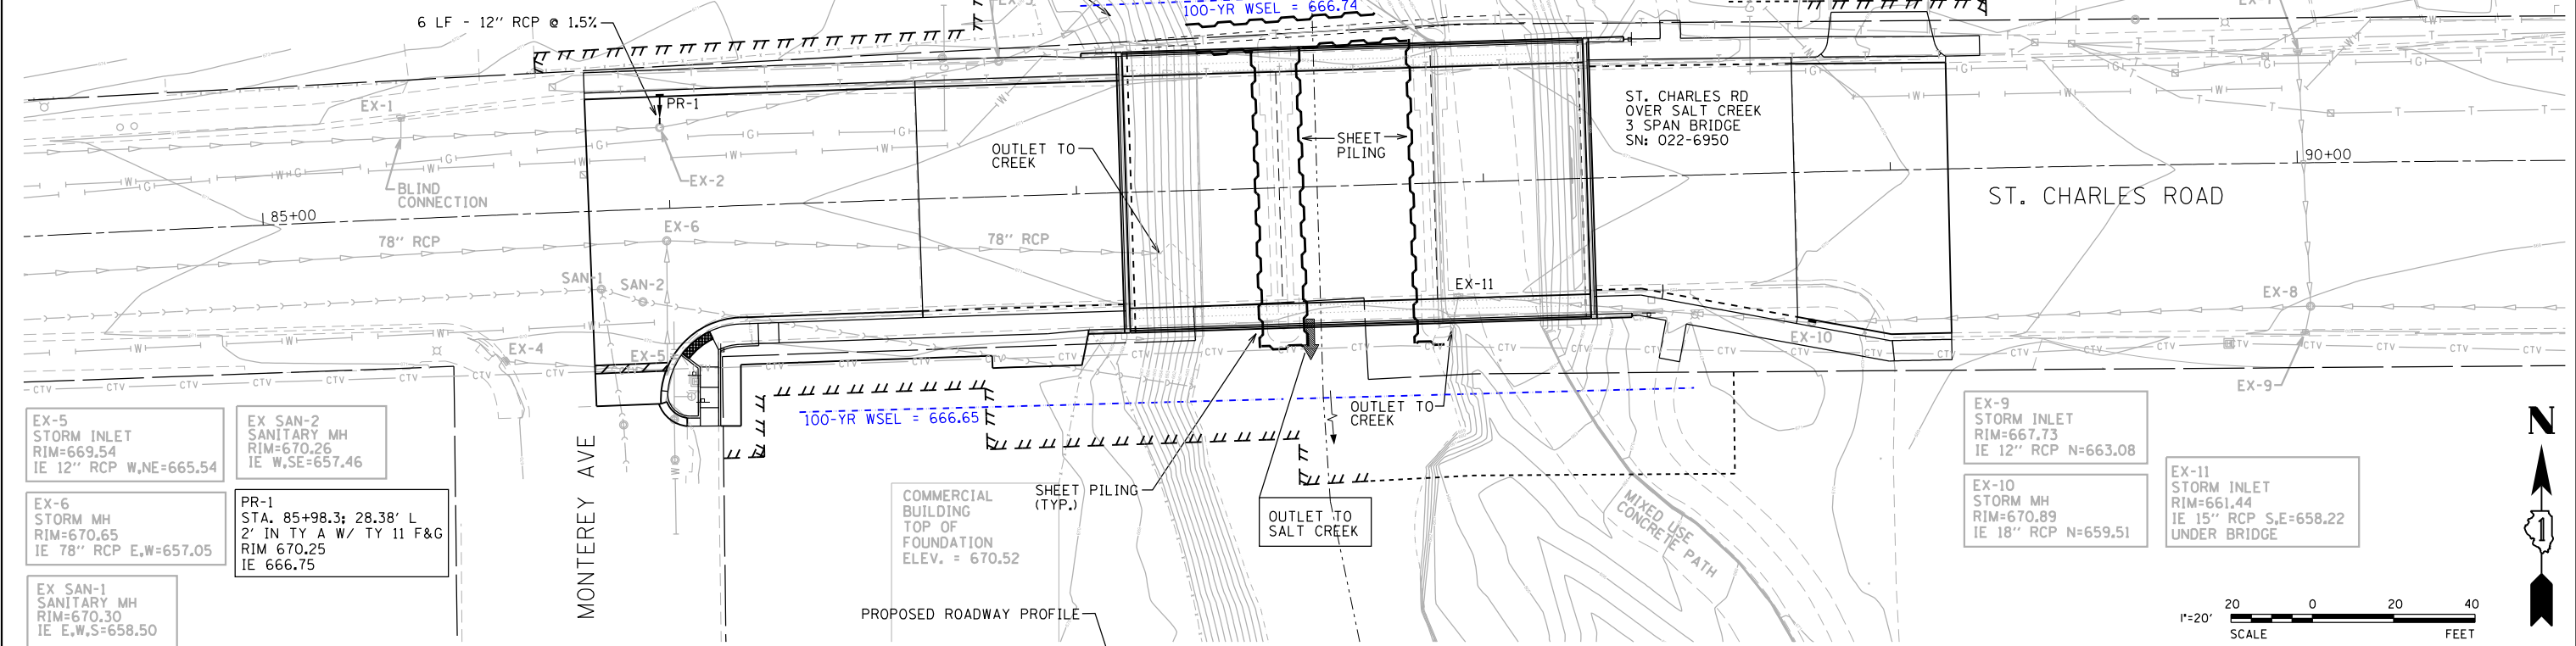 6 LF - 12'' RCP @ 1.5%
100-YR WSEL = 666.74
PR-1
EX-1
EX-2
BLIND
CONNECTION
OUTLET TO
CREEK
SHEET
PILING
ST. CHARLES RD
OVER SALT CREEK
3 SPAN BRIDGE
SN: 022-6950
85+00
90+00
ST. CHARLES ROAD
78'' RCP
EX-6
78'' RCP
SAN-1
SAN-2
EX-11
EX-8
EX-4
EX-5
EX-10
EX-9
100-YR WSEL = 666.65
OUTLET TO
CREEK
EX-5
STORM INLET
RIM=669.54
IE 12'' RCP W,NE=665.54
EX SAN-2
SANITARY MH
RIM=670.26
IE W,SE=657.46
EX-6
STORM MH
RIM=670.65
IE 78'' RCP E,W=657.05
PR-1
STA. 85+98.3; 28.38' L
2' IN TY A W/ TY 11 F&G
RIM 670.25
IE 666.75
EX SAN-1
SANITARY MH
RIM=670.30
IE E,W,S=658.50
MONTEREY AVE
COMMERCIAL
BUILDING
TOP OF
FOUNDATION
ELEV. = 670.52
SHEET PILING
(TYP.)
OUTLET TO
SALT CREEK
MIXED USE
CONCRETE PATH
PROPOSED ROADWAY PROFILE
EX-9
STORM INLET
RIM=667.73
IE 12'' RCP N=663.08
EX-10
STORM MH
RIM=670.89
IE 18'' RCP N=659.51
EX-11
STORM INLET
RIM=661.44
IE 15'' RCP S,E=658.22
UNDER BRIDGE
N
1
20 0 20 40
1"=20'
SCALE FEET